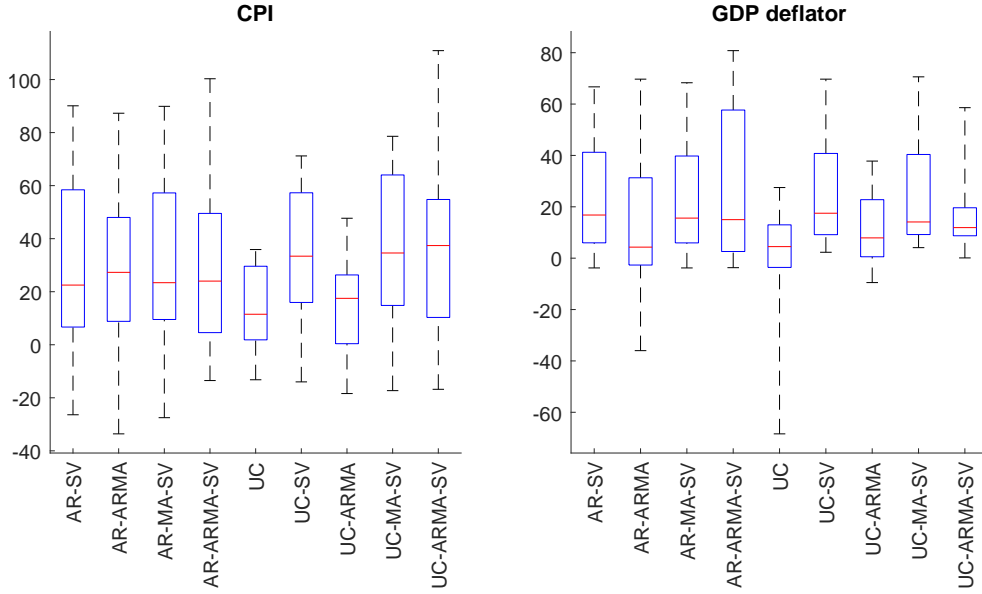 CPI
100
80
60
40
20
0
-20
-40
AR-SV
AR-ARMA
AR-MA-SV
AR-ARMA-SV
UC
UC-SV
UC-ARMA
UC-MA-SV
UC-ARMA-SV
GDP deflator
80
60
40
20
0
-20
-40
-60
AR-SV
AR-ARMA
AR-MA-SV
AR-ARMA-SV
UC
UC-SV
UC-ARMA
UC-MA-SV
UC-ARMA-SV